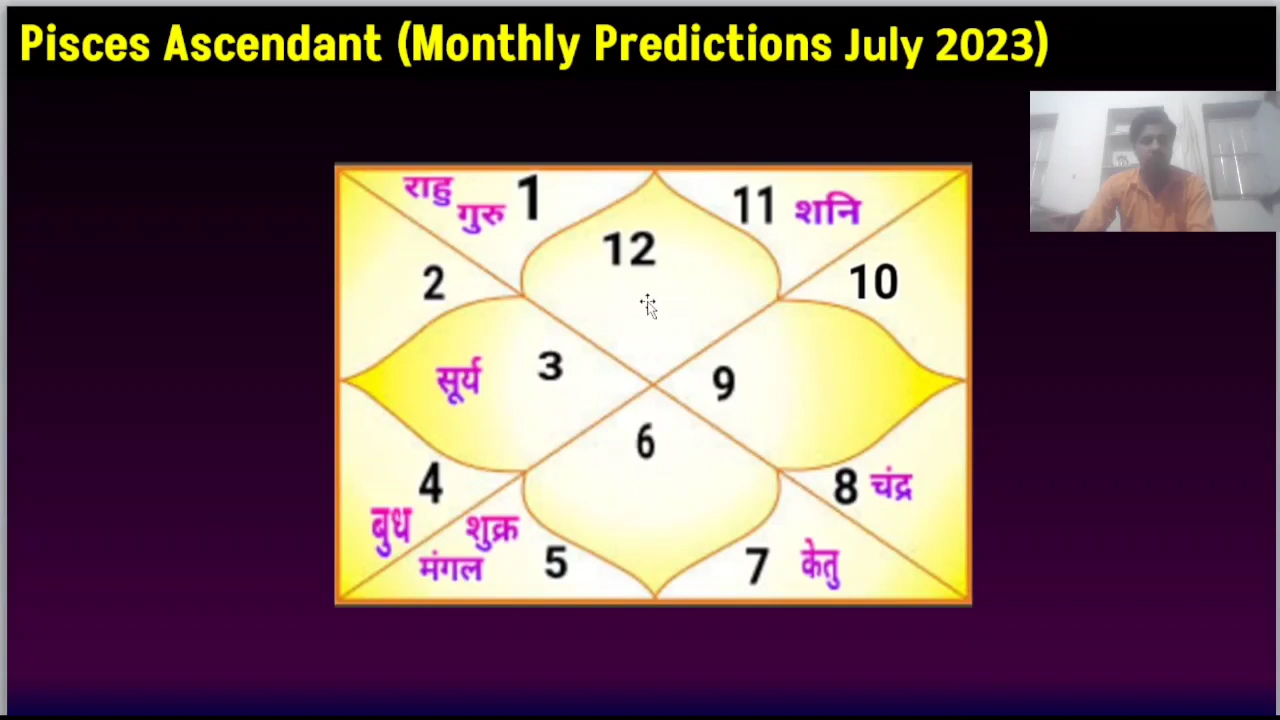 Pisces Ascendant (Monthly Predictions July 2023)
राहु 1 11 शनि
गुरु
12
2 10
सूर्य 3 9
6
4 8 चंद्र
बुध शुक्र
मंगल 5 7 केतु